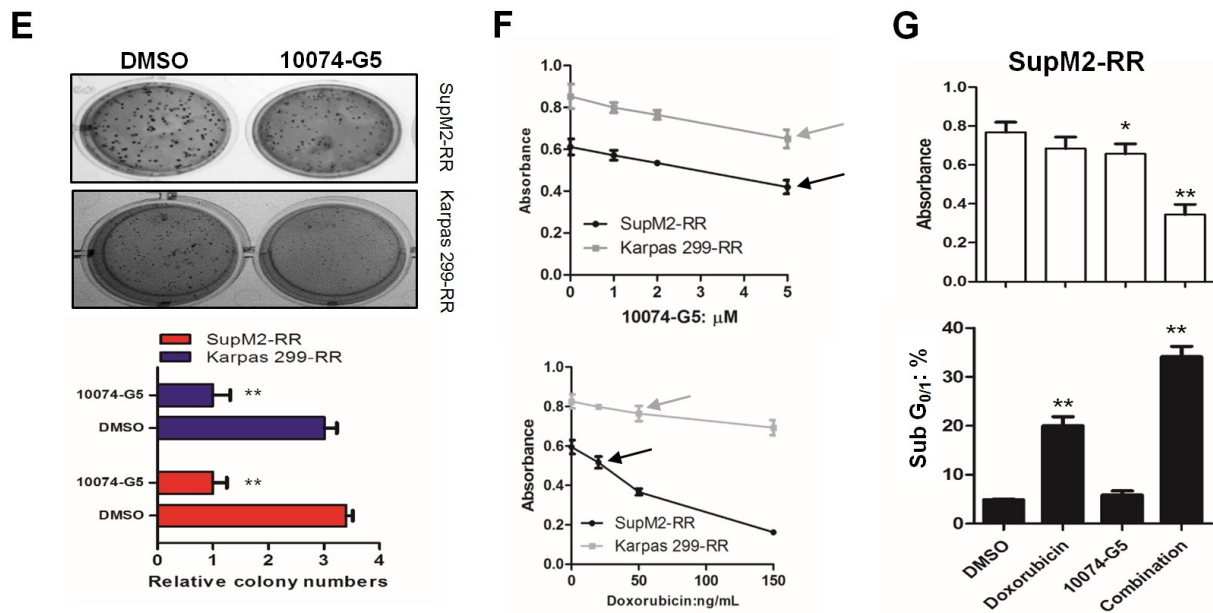 E
DMSO 10074-G5
SupM2-RR
Karpas 299-RR
SupM2-RR
Karpas 299-RR
10074-G5 **
DMSO
10074-G5 **
DMSO
0 1 2 3 4
Relative colony numbers
F
1.0
0.8
0.6
0.4
0.2
0.0
Absorbance
SupM2-RR
Karpas 299-RR
0 1 2 3 4 5
10074-G5: μM
1.0
0.8
0.6
0.4
0.2
0.0
Absorbance
SupM2-RR
Karpas 299-RR
0 50 100 150
Doxorubicin:ng/mL
G
SupM2-RR
1.0
0.8
0.6
0.4
0.2
0.0
Absorbance
*
**
40
30
20
10
0
Sub G0/1: %
**
**
DMSO
Doxorubicin
10074-G5
Combination